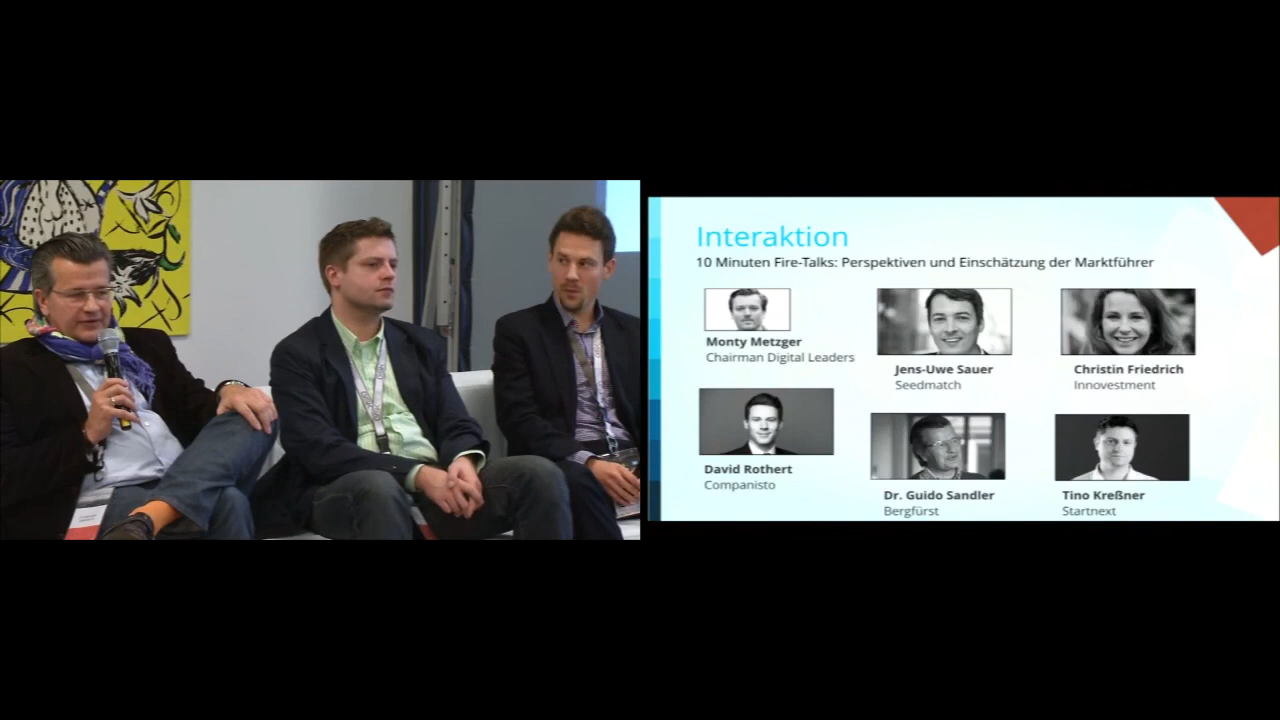 Interaktion
10 Minuten Fire-Talks: Perspektiven und Einschätzung der Marktführer
Monty Metzger
Chairman Digital Leaders
Jens-Uwe Sauer
Seedmatch
Christin Friedrich
Innovestment
David Rothert
Companisto
Dr. Guido Sandler
Bergfürst
Tino Kreßner
Startnext